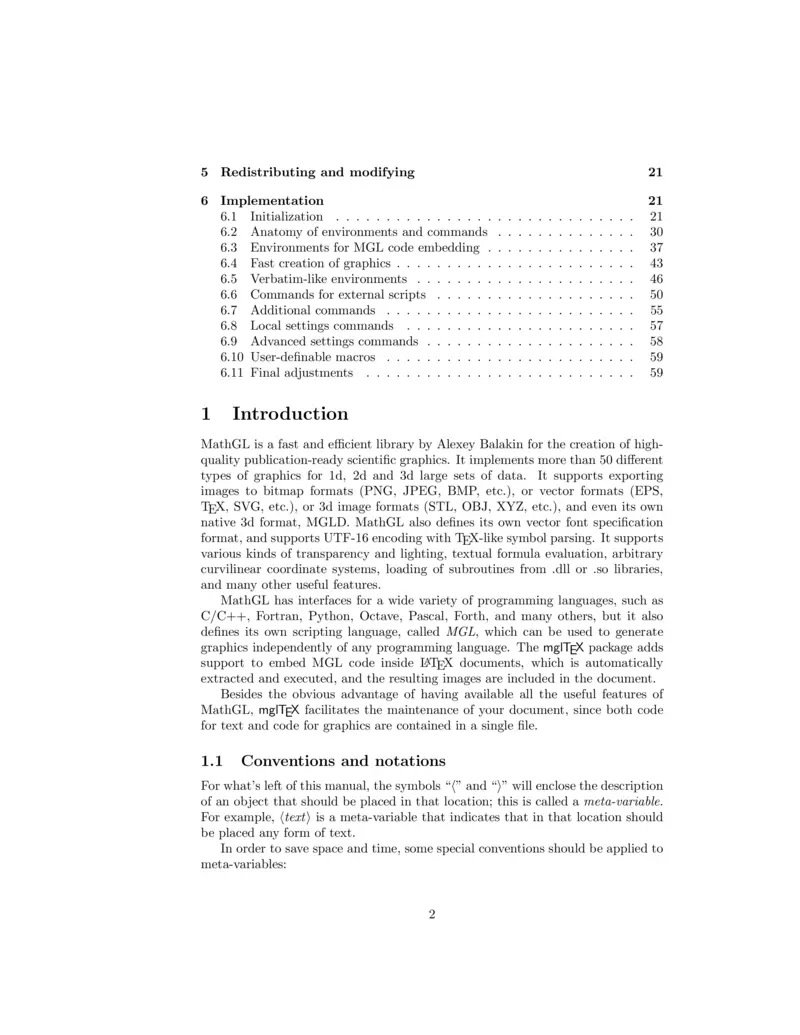 5 Redistributing and modifying 21
6 Implementation 21
6.1 Initialization . . . . . . . . . . . . . . . . . . . . . . . . . . . . . . 21
6.2 Anatomy of environments and commands . . . . . . . . . . . . . . 30
6.3 Environments for MGL code embedding . . . . . . . . . . . . . . . 37
6.4 Fast creation of graphics . . . . . . . . . . . . . . . . . . . . . . . . 43
6.5 Verbatim-like environments . . . . . . . . . . . . . . . . . . . . . . 46
6.6 Commands for external scripts . . . . . . . . . . . . . . . . . . . . 50
6.7 Additional commands . . . . . . . . . . . . . . . . . . . . . . . . . 55
6.8 Local settings commands . . . . . . . . . . . . . . . . . . . . . . . 57
6.9 Advanced settings commands . . . . . . . . . . . . . . . . . . . . . 58
6.10 User-definable macros . . . . . . . . . . . . . . . . . . . . . . . . . 59
6.11 Final adjustments . . . . . . . . . . . . . . . . . . . . . . . . . . . 59
1 Introduction
MathGL is a fast and efficient library by Alexey Balakin for the creation of high-
quality publication-ready scientific graphics. It implements more than 50 different
types of graphics for 1d, 2d and 3d large sets of data. It supports exporting
images to bitmap formats (PNG, JPEG, BMP, etc.), or vector formats (EPS,
TEX, SVG, etc.), or 3d image formats (STL, OBJ, XYZ, etc.), and even its own
native 3d format, MGLD. MathGL also defines its own vector font specification
format, and supports UTF-16 encoding with TEX-like symbol parsing. It supports
various kinds of transparency and lighting, textual formula evaluation, arbitrary
curvilinear coordinate systems, loading of subroutines from .dll or .so libraries,
and many other useful features.
MathGL has interfaces for a wide variety of programming languages, such as
C/C++, Fortran, Python, Octave, Pascal, Forth, and many others, but it also
defines its own scripting language, called MGL, which can be used to generate
graphics independently of any programming language. The mglTEX package adds
support to embed MGL code inside LATEX documents, which is automatically
extracted and executed, and the resulting images are included in the document.
Besides the obvious advantage of having available all the useful features of
MathGL, mglTEX facilitates the maintenance of your document, since both code
for text and code for graphics are contained in a single file.
1.1 Conventions and notations
For what's left of this manual, the symbols “⟨” and “⟩” will enclose the description
of an object that should be placed in that location; this is called a meta-variable.
For example, ⟨text⟩ is a meta-variable that indicates that in that location should
be placed any form of text.
In order to save space and time, some special conventions should be applied to
meta-variables:
2